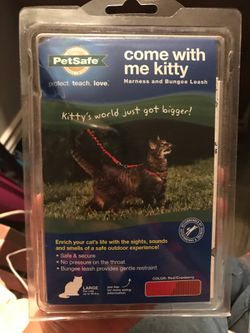 PetSafe
protect. teach. love.
come with
me kitty
Harness and Bungee Leash
Kitty's world just got bigger!
Enrich your cat's life with the sights, sounds
and smells of a safe outdoor experience!
• Safe & secure
• No pressure on the throat
• Bungee leash provides gentle restraint
LARGE
COLOR: Red/Cranberry